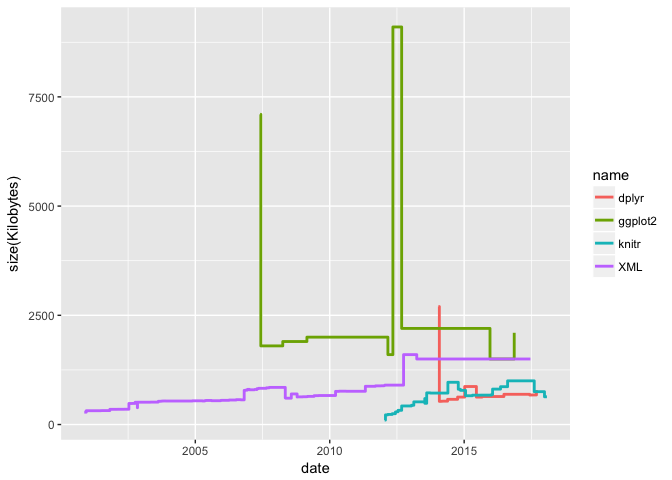 7500
5000
2500
0
size(Kilobytes)
2005
2010
2015
date
name
dplyr
ggplot2
knitr
XML